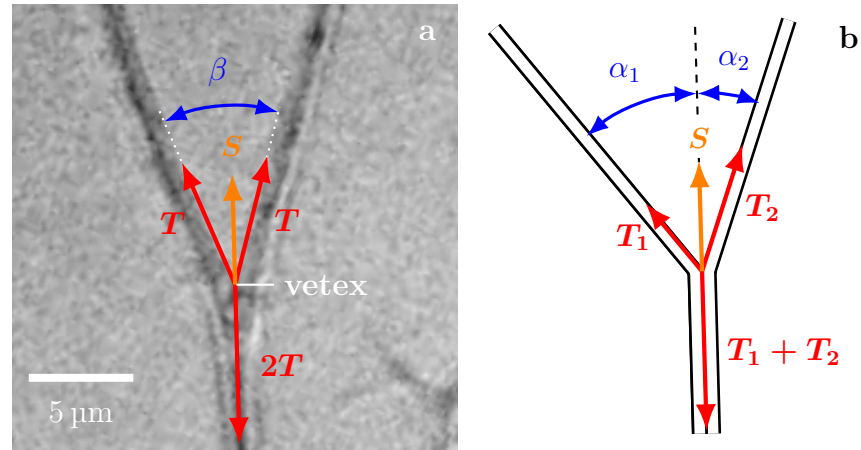 a
β
S
T
T
vetex
2T
5 μm
b
α₁
α₂
S
T₁
T₂
T₁ + T₂